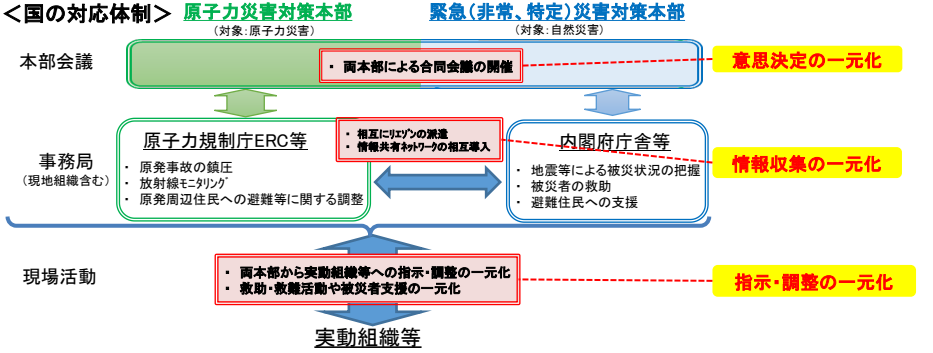 ＜国の対応体制＞ 原子力災害対策本部 緊急（非常、特定）災害対策本部
（対象：原子力災害） （対象：自然災害）
本部会議
・ 両本部による合同会議の開催
意思決定の一元化
事務局
（現地組織含む）
原子力規制庁ERC等
・ 原発事故の鎮圧
・ 放射線ﾓﾆﾀﾘﾝｸﾞ
・ 原発周辺住民への避難等に関する調整
・ 相互にﾘｴｿﾞﾝの派遣
・ 情報共有ﾈｯﾄﾜｰｸの相互導入
内閣府庁舎等
・ 地震等による被災状況の把握
・ 被災者の救助
・ 避難住民への支援
情報収集の一元化
現場活動
・ 両本部から実動組織等への指示・調整の一元化
・ 救助・救難活動や被災者支援の一元化
指示・調整の一元化
実動組織等